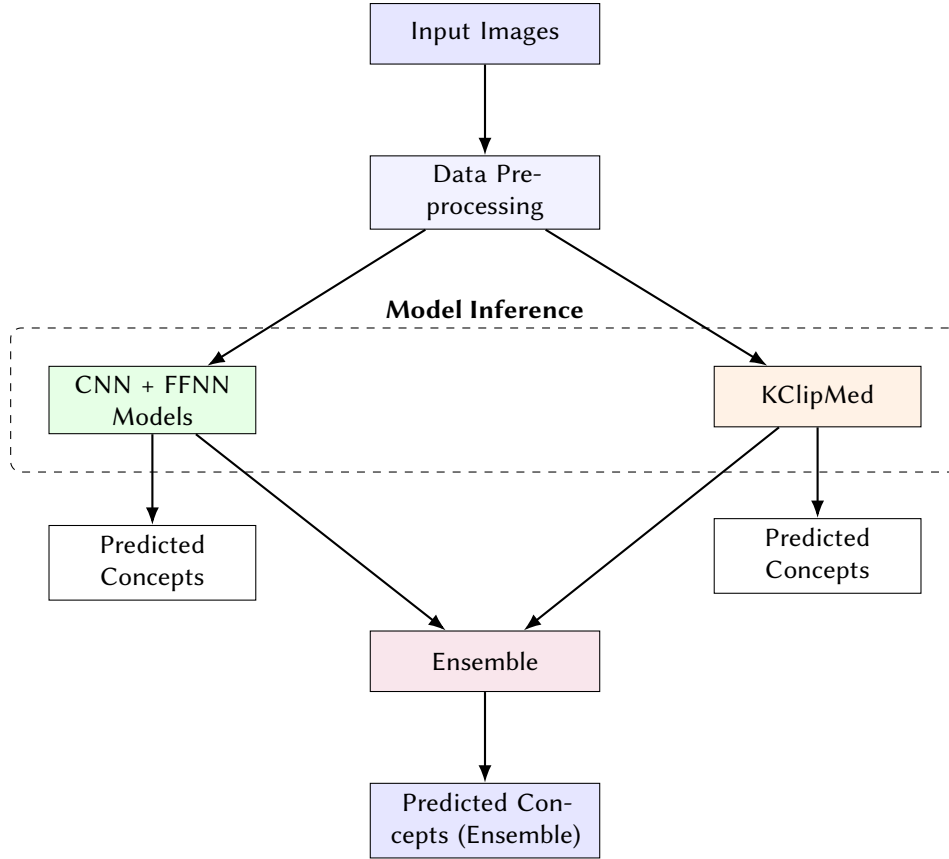 Input Images
Data Pre-
processing
Model Inference
CNN + FFNN
Models
KClipMed
Predicted
Concepts
Predicted
Concepts
Ensemble
Predicted Con-
cepts (Ensemble)